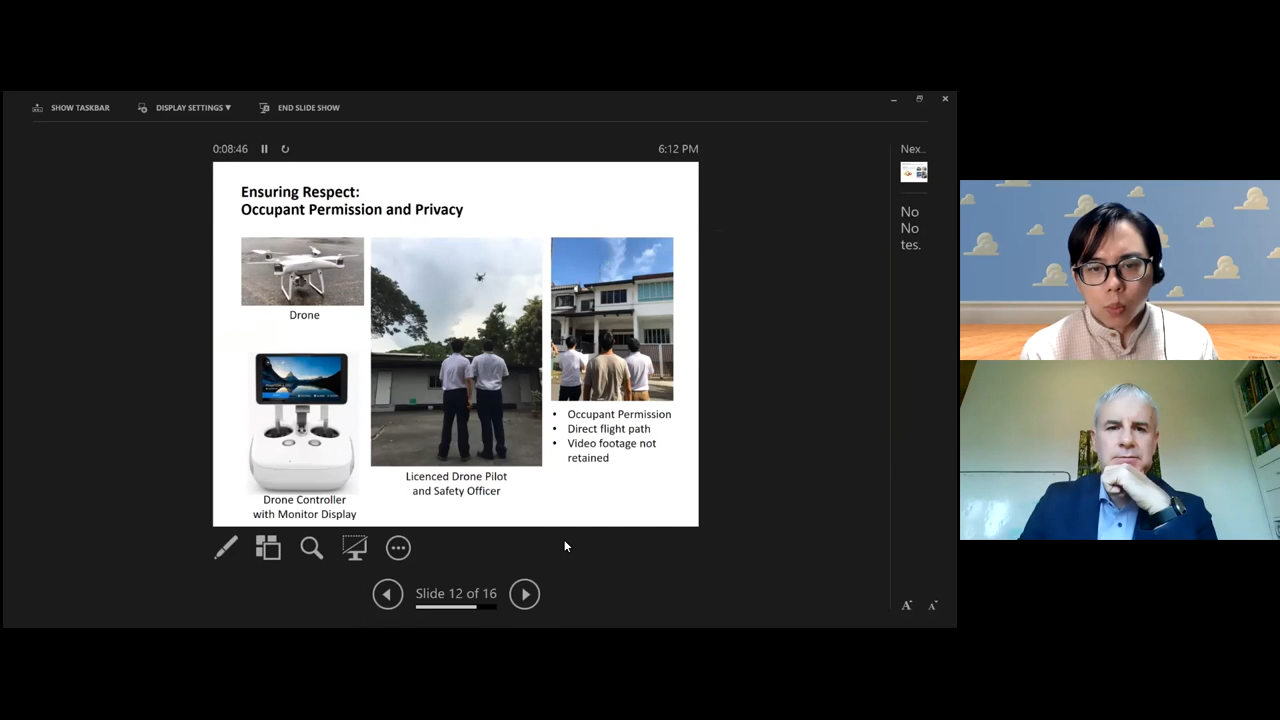 SHOW TASKBAR
DISPLAY SETTINGS ▼
END SLIDE SHOW
0:08:46
6:12 PM
Nex...
Ensuring Respect:
Occupant Permission and Privacy
Drone
Drone Controller
with Monitor Display
Licenced Drone Pilot
and Safety Officer
• Occupant Permission
• Direct flight path
• Video footage not
retained
No
No
tes.
Slide 12 of 16
A
A